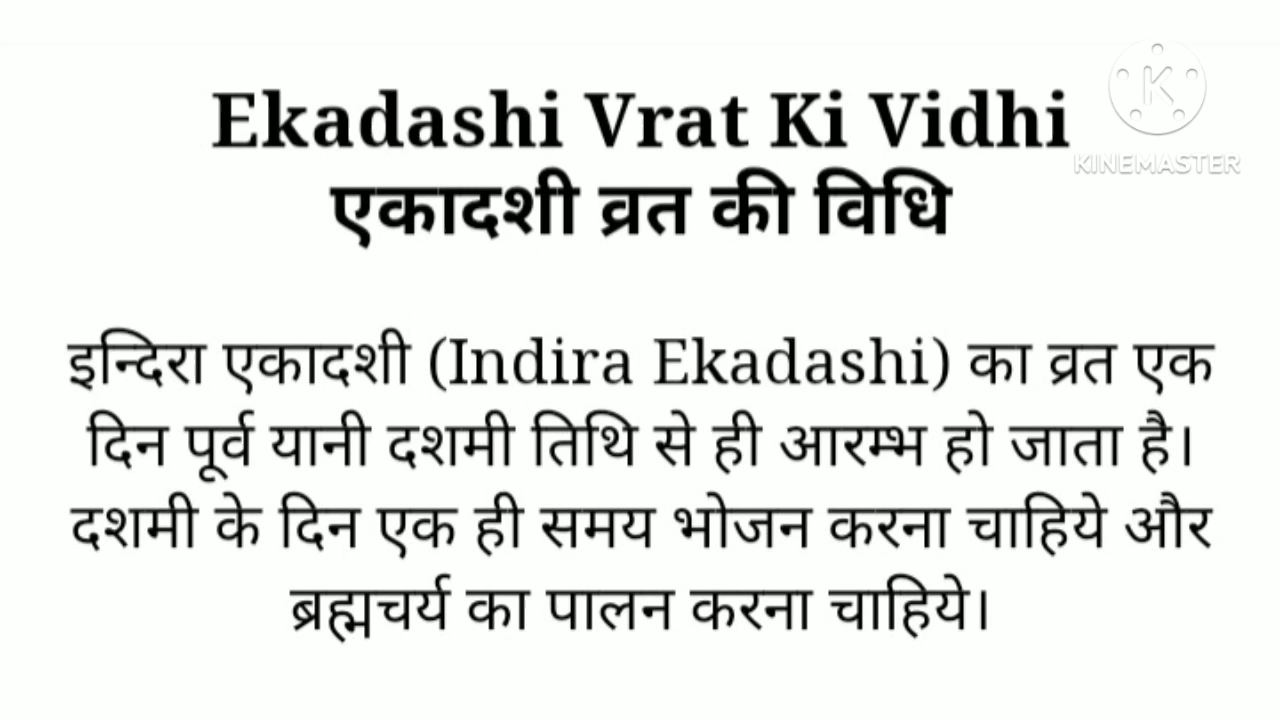 Ekadashi Vrat Ki Vidhi
एकादशी व्रत की विधि
KINEMASTER
इन्दिरा एकादशी (Indira Ekadashi) का व्रत एक
दिन पूर्व यानी दशमी तिथि से ही आरम्भ हो जाता है।
दशमी के दिन एक ही समय भोजन करना चाहिये और
ब्रह्मचर्य का पालन करना चाहिये।